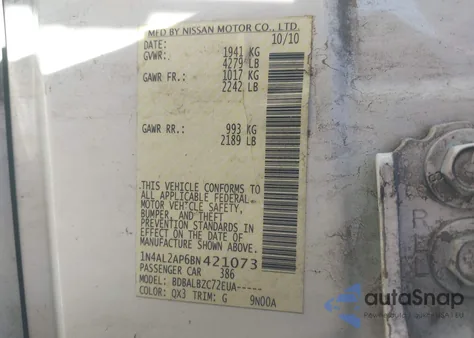 MFD BY NISSAN MOTOR CO., LTD.
DATE: 10/10
GVWR: 1941 KG
4279 LB
GAWR FR.: 1017 KG
2242 LB
GAWR RR.: 993 KG
2189 LB
THIS VEHICLE CONFORMS TO
ALL APPLICABLE FEDERAL
MOTOR VEHICLE SAFETY,
BUMPER, AND THEFT
PREVENTION STANDARDS
IN EFFECT ON THE DATE OF
MANUFACTURE SHOWN ABOVE.
1N4AL2AP6BN421073
PASSENGER CAR 386
MODEL: BDBALBZC72EUA-----
COLOR: QX3 TRIM: G 9N00A
R
autoSnap